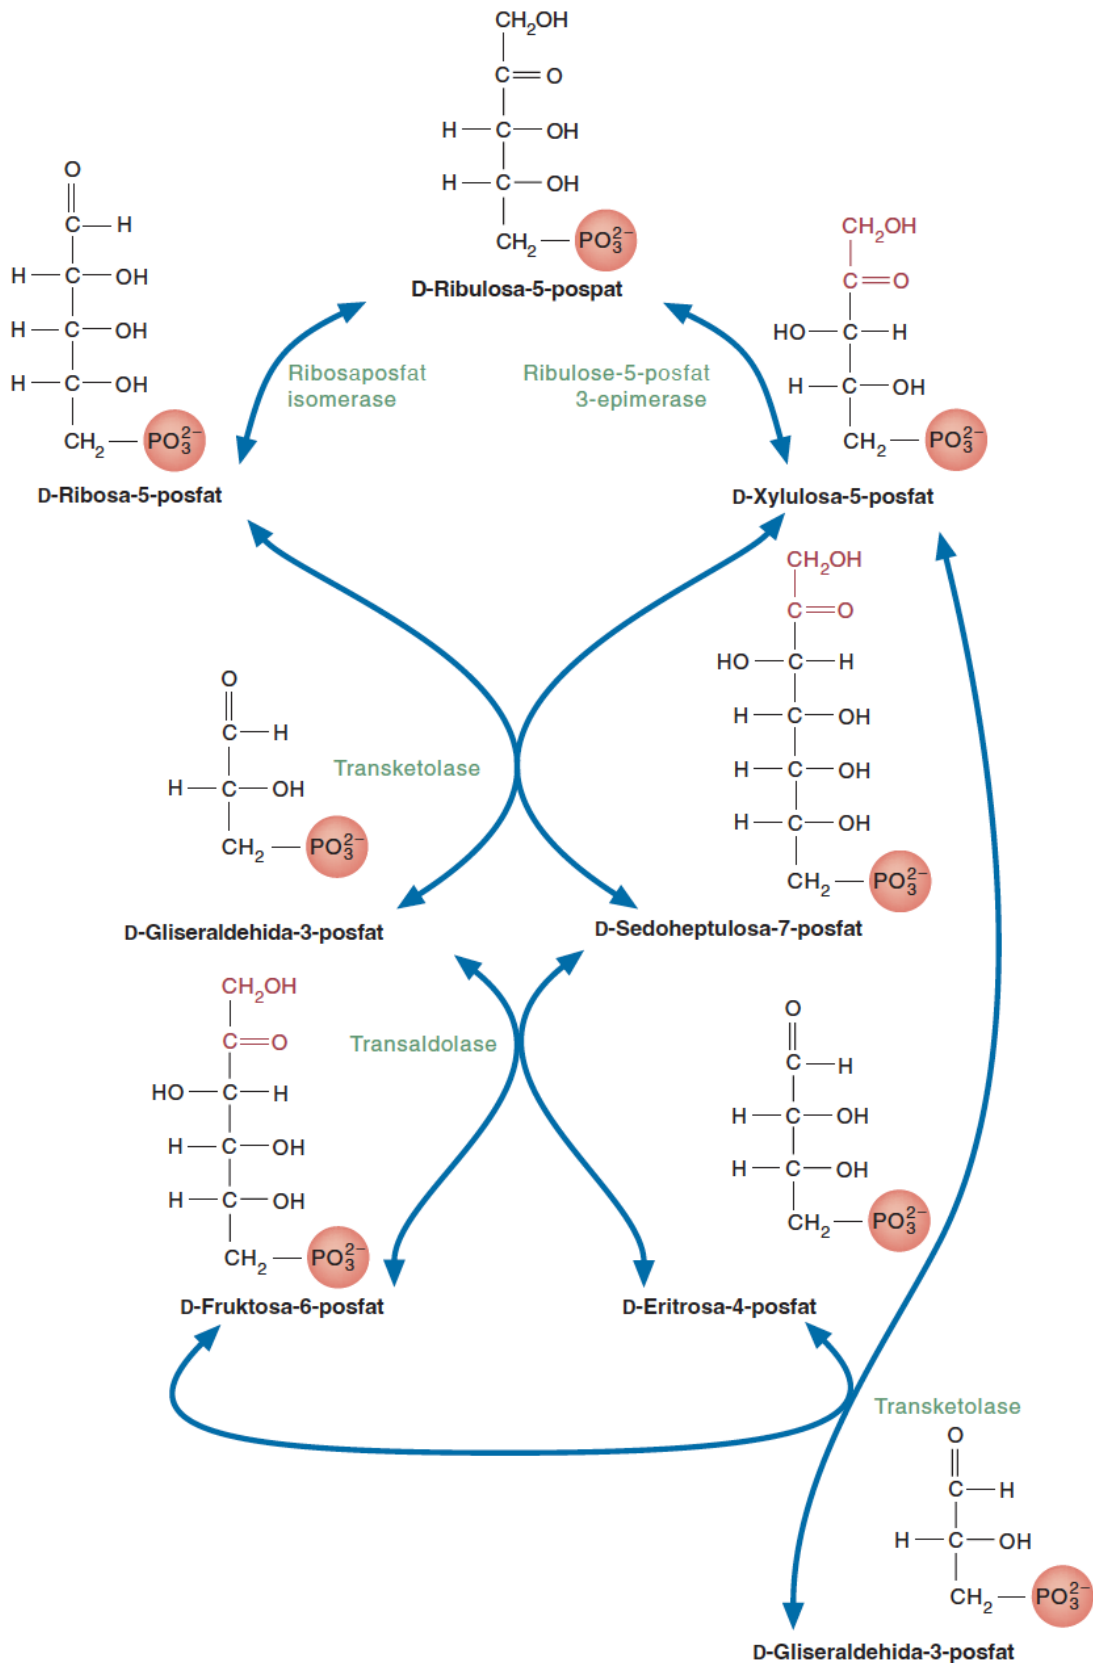 CH2OH
C=O
H—C—OH
H—C—OH
CH2—PO3^2−
D-Ribulosa-5-pospat
O
C—H
H—C—OH
H—C—OH
H—C—OH
CH2—PO3^2−
D-Ribosa-5-posfat
Ribosaposfat
isomerase
Ribulose-5-posfat
3-epimerase
CH2OH
C=O
HO—C—H
H—C—OH
CH2—PO3^2−
D-Xylulosa-5-posfat
O
C—H
H—C—OH
CH2—PO3^2−
D-Gliseraldehida-3-posfat
Transketolase
CH2OH
C=O
HO—C—H
H—C—OH
H—C—OH
H—C—OH
CH2—PO3^2−
D-Sedoheptulosa-7-posfat
CH2OH
C=O
HO—C—H
H—C—OH
H—C—OH
CH2—PO3^2−
D-Fruktosa-6-posfat
Transaldolase
O
C—H
H—C—OH
H—C—OH
CH2—PO3^2−
D-Eritrosa-4-posfat
Transketolase
O
C—H
H—C—OH
CH2—PO3^2−
D-Gliseraldehida-3-posfat